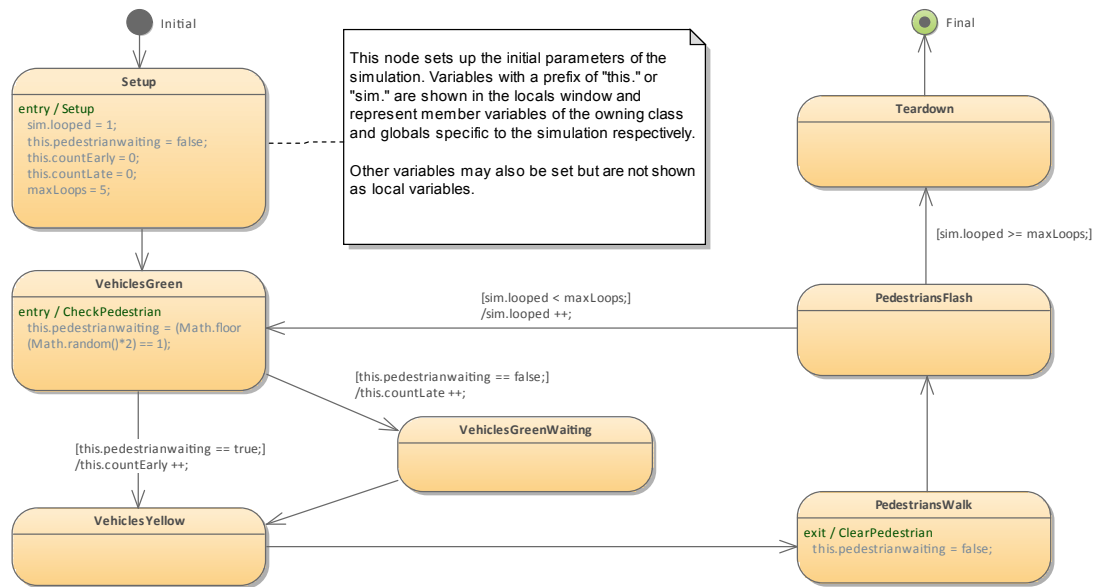 Initial
Setup
entry / Setup
sim.looped = 1;
this.pedestrianwaiting = false;
this.countEarly = 0;
this.countLate = 0;
maxLoops = 5;
This node sets up the initial parameters of the
simulation. Variables with a prefix of "this." or
"sim." are shown in the locals window and
represent member variables of the owning class
and globals specific to the simulation respectively.
Other variables may also be set but are not shown
as local variables.
Final
Teardown
[sim.looped >= maxLoops;]
VehiclesGreen
entry / CheckPedestrian
this.pedestrianwaiting = (Math.floor
(Math.random()*2) == 1);
[sim.looped < maxLoops;]
/sim.looped ++;
PedestriansFlash
[this.pedestrianwaiting == false;]
/this.countLate ++;
VehiclesGreenWaiting
[this.pedestrianwaiting == true;]
/this.countEarly ++;
VehiclesYellow
PedestriansWalk
exit / ClearPedestrian
this.pedestrianwaiting = false;